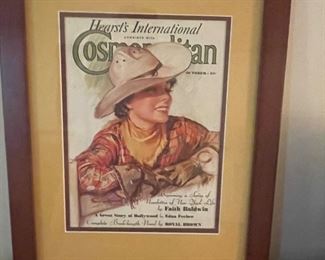 Hearst's International
COMBINED WITH
Cosmopolitan
OCTOBER
Beginning a Series of
Novelettes of New York Life
by Faith Baldwin
A Great Story of Hollywood by Edna Ferber
Complete Book-length Novel by ROYAL BROWN